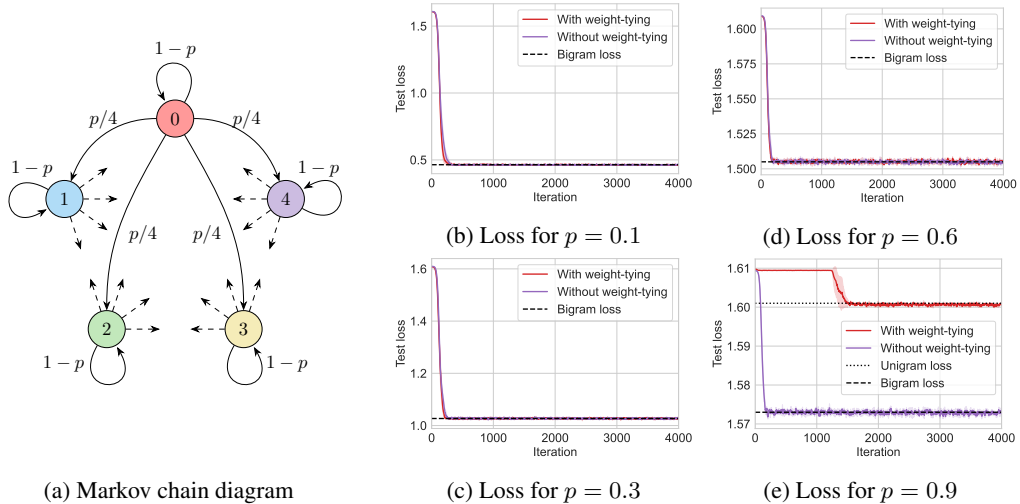 1 − p
0
p/4
p/4
1 − p
1
4
1 − p
p/4
p/4
2
3
1 − p
1 − p
(a) Markov chain diagram
1.5
1.0
0.5
Test loss
With weight-tying
Without weight-tying
Bigram loss
0
1000
2000
3000
4000
Iteration
(b) Loss for p = 0.1
1.600
1.575
1.550
1.525
1.500
Test loss
With weight-tying
Without weight-tying
Bigram loss
0
1000
2000
3000
4000
Iteration
(d) Loss for p = 0.6
1.6
1.4
1.2
1.0
Test loss
With weight-tying
Without weight-tying
Bigram loss
0
1000
2000
3000
4000
Iteration
(c) Loss for p = 0.3
1.61
1.60
1.59
1.58
1.57
Test loss
With weight-tying
Without weight-tying
Unigram loss
Bigram loss
0
1000
2000
3000
4000
Iteration
(e) Loss for p = 0.9